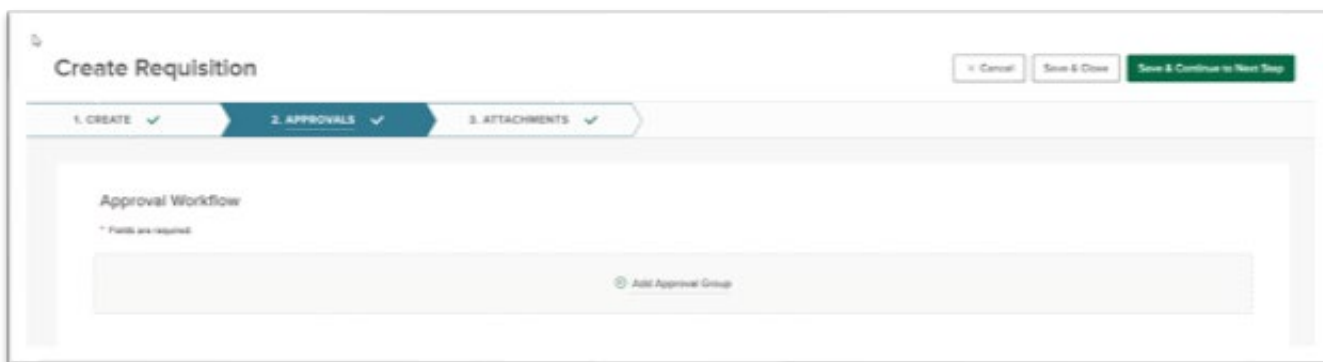 Create Requisition
× Cancel
Save & Close
Save & Continue to Next Step
1. CREATE
2. APPROVALS
3. ATTACHMENTS
Approval Workflow
* Fields are required.
Add Approval Group